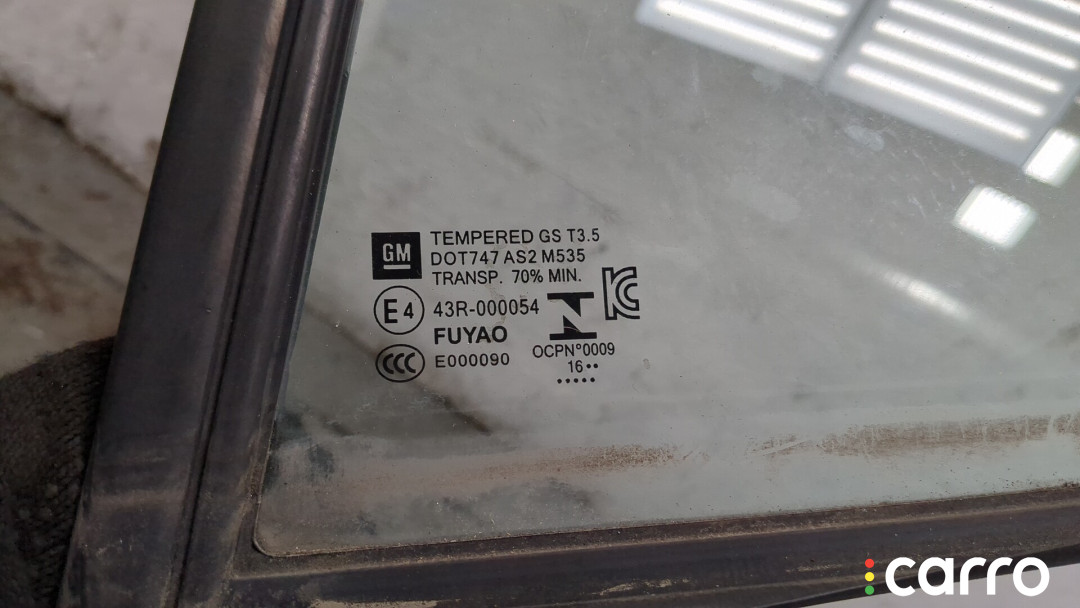 GM
TEMPERED GS T3.5
DOT747 AS2 M535
TRANSP. 70% MIN.
E4
43R-000054
KC
FUYAO
CCC
E000090
OCPN°0009
16••
•••••
carro